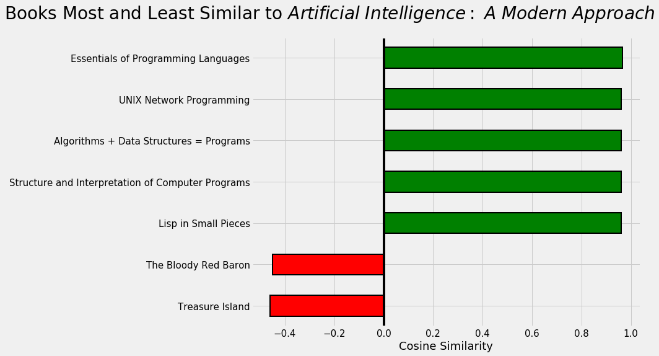 Books Most and Least Similar to Artificial Intelligence: A Modern Approach
Essentials of Programming Languages
UNIX Network Programming
Algorithms + Data Structures = Programs
Structure and Interpretation of Computer Programs
Lisp in Small Pieces
The Bloody Red Baron
Treasure Island
−0.4 −0.2 0.0 0.2 0.4 0.6 0.8 1.0
Cosine Similarity